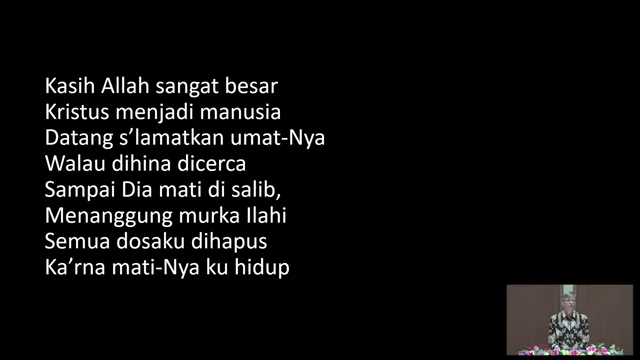 Kasih Allah sangat besar
Kristus menjadi manusia
Datang s’lamatkan umat-Nya
Walau dihina dicerca
Sampai Dia mati di salib,
Menanggung murka Ilahi
Semua dosaku dihapus
Ka’rna mati-Nya ku hidup